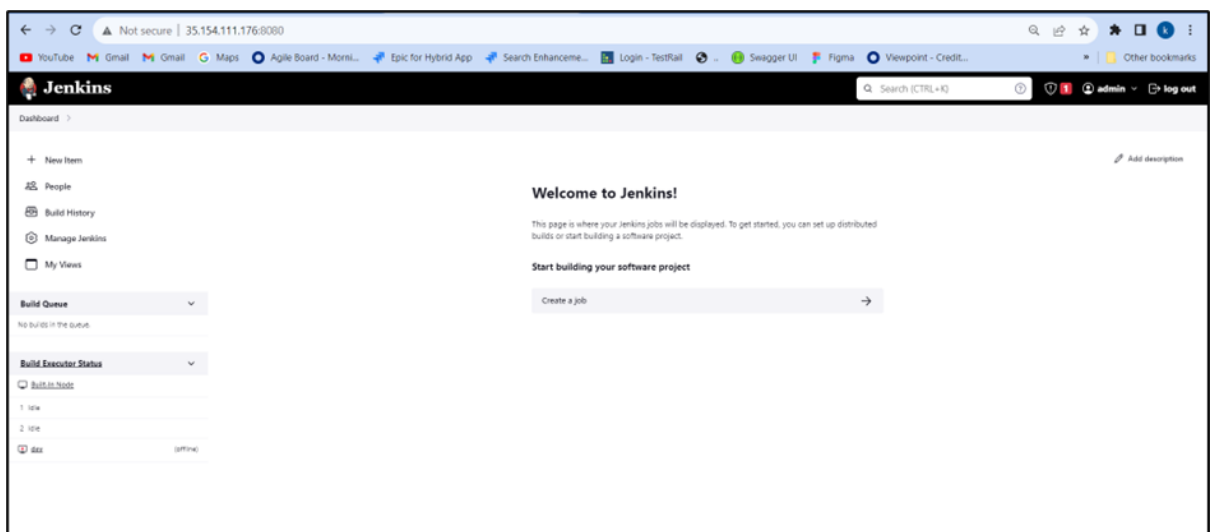 Not secure | 35.154.111.176:8080
k
YouTube Gmail Gmail Maps Agile Board - Morni... Epic for Hybrid App Search Enhanceme... Login - TestRail .. Swagger UI Figma Viewpoint - Credit... » Other bookmarks
Jenkins Search (CTRL+K) 1 admin log out
Dashboard
New Item
Add description
People
Welcome to Jenkins!
Build History
This page is where your Jenkins jobs will be displayed. To get started, you can set up distributed
builds or start building a software project.
Manage Jenkins
My Views
Start building your software project
Build Queue
Create a job
No builds in the queue.
Build Executor Status
Built-In Node
1 Idle
2 Idle
dev (offline)